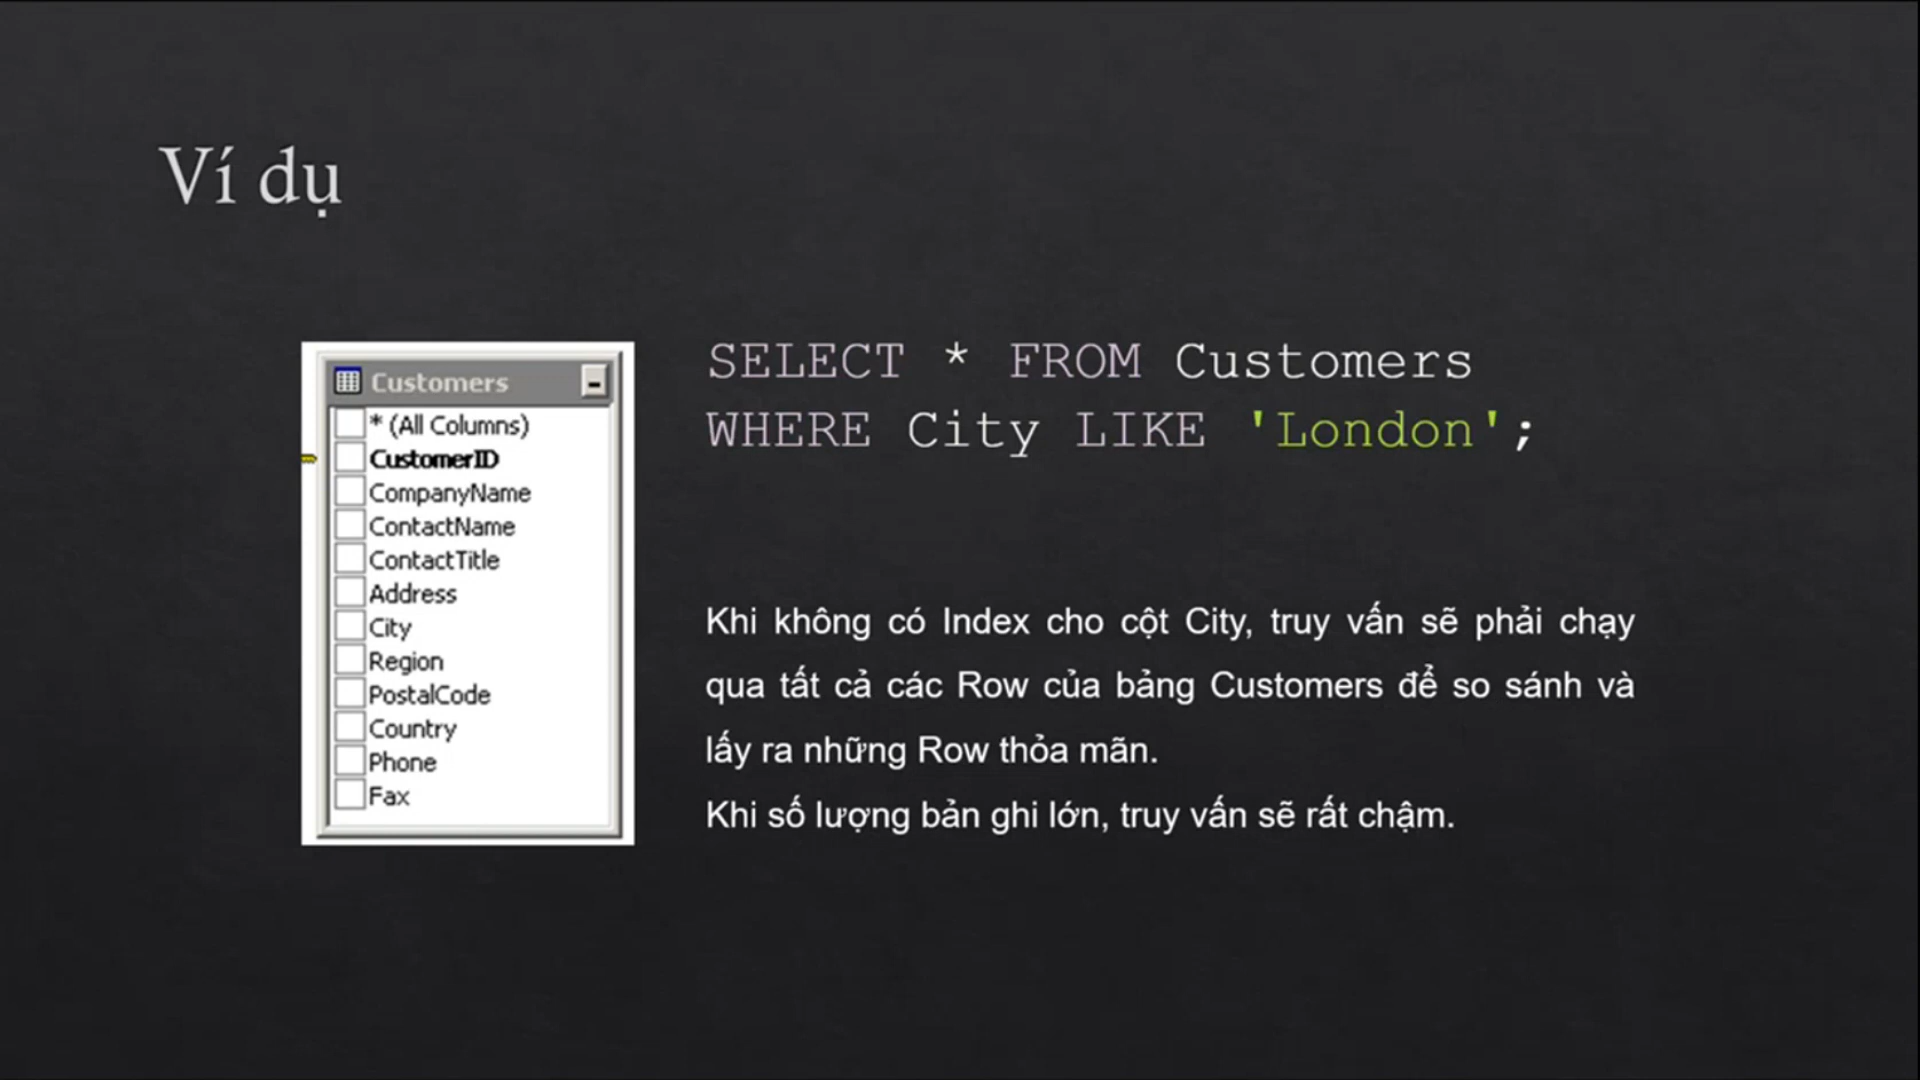 Ví dụ
Customers
* (All Columns)
CustomerID
CompanyName
ContactName
ContactTitle
Address
City
Region
PostalCode
Country
Phone
Fax
SELECT * FROM Customers
WHERE City LIKE 'London';
Khi không có Index cho cột City, truy vấn sẽ phải chạy
qua tất cả các Row của bảng Customers để so sánh và
lấy ra những Row thỏa mãn.
Khi số lượng bản ghi lớn, truy vấn sẽ rất chậm.